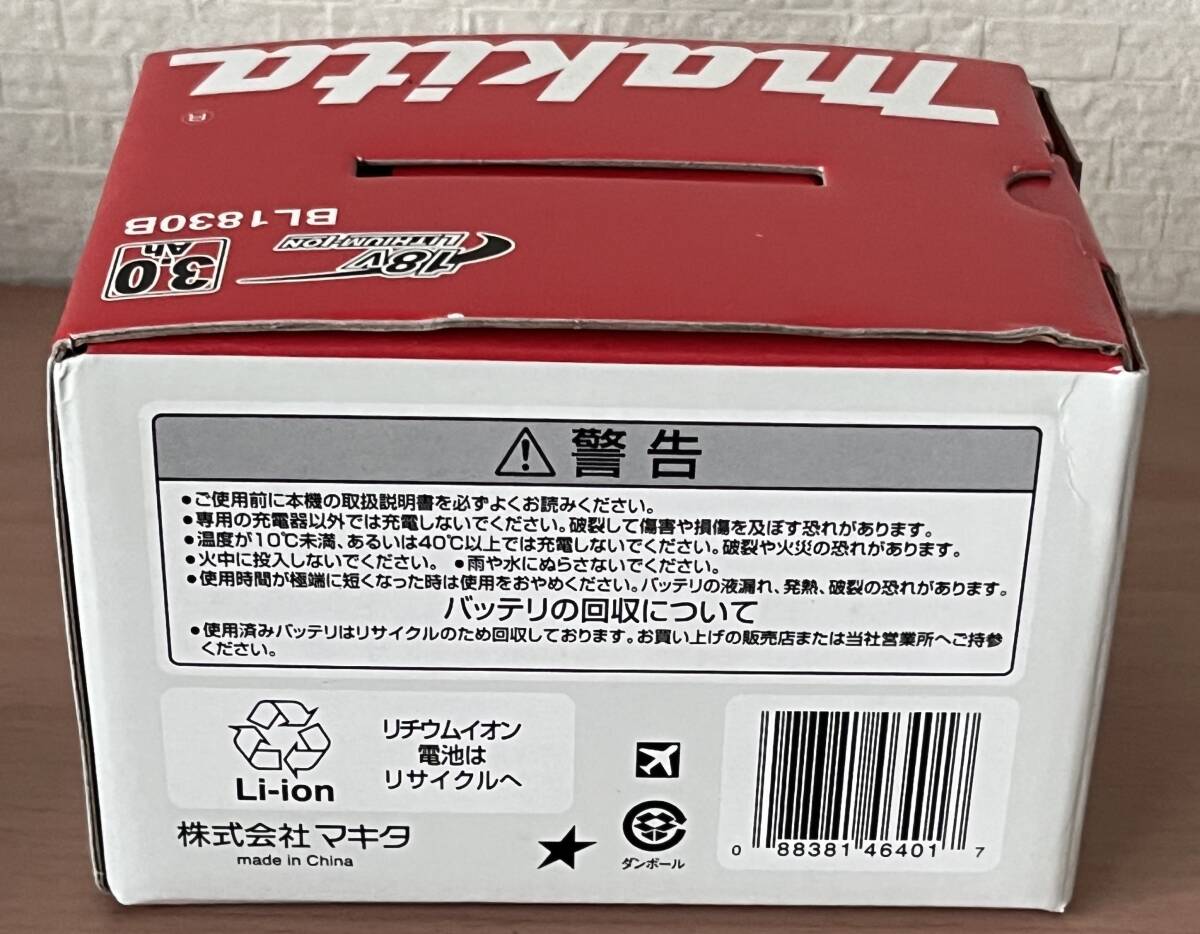 makita
®
BL1830B
18V
LITHIUM-ION
3.0
Ah
警告
●ご使用前に本機の取扱説明書を必ずよくお読みください。
●専用の充電器以外では充電しないでください。破裂して傷害や損傷を及ぼす恐れがあります。
●温度が10℃未満、あるいは40℃以上では充電しないでください。破裂や火災の恐れがあります。
●火中に投入しないでください。 ●雨や水にぬらさないでください。
●使用時間が極端に短くなった時は使用をおやめください。バッテリの液漏れ、発熱、破裂の恐れがあります。
バッテリの回収について
●使用済みバッテリはリサイクルのため回収しております。お買い上げの販売店または当社営業所へご持参
ください。
Li-ion
リチウムイオン
電池は
リサイクルへ
株式会社マキタ
made in China
ダンボール
0 88381 46401 7